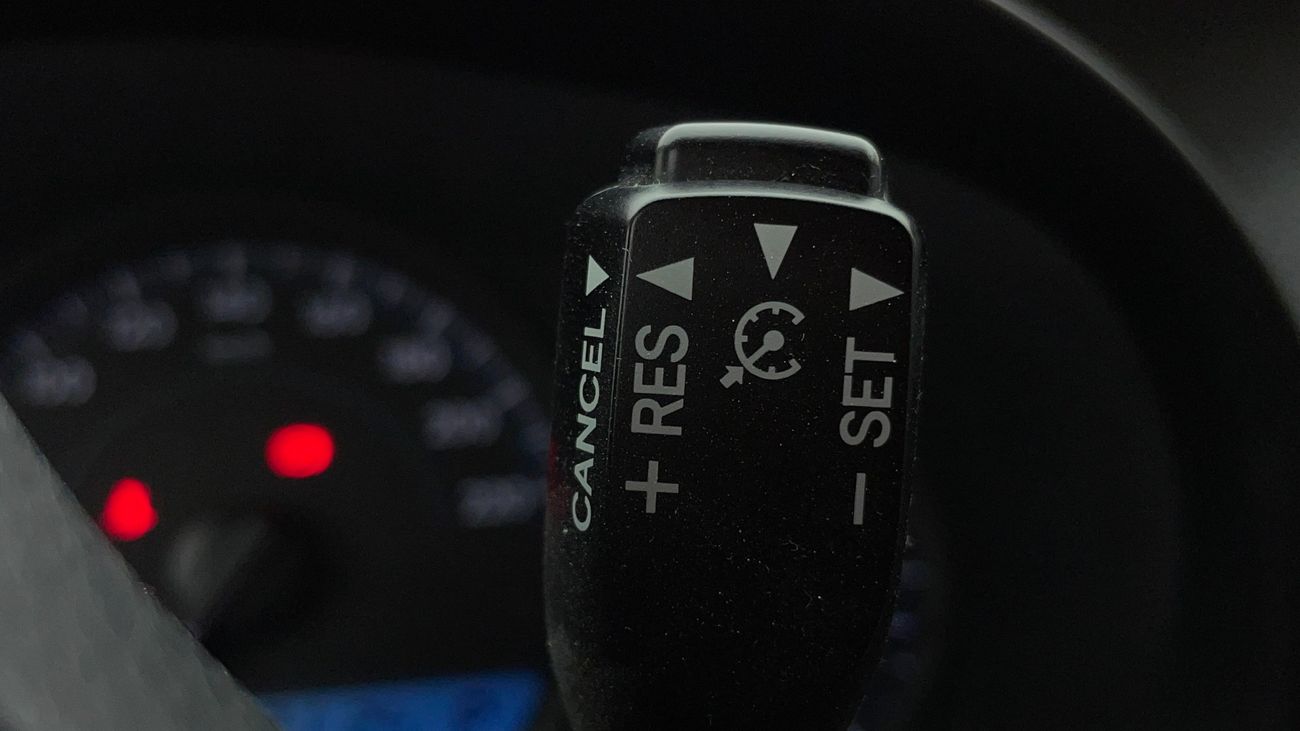 CANCEL
+ RES
− SET